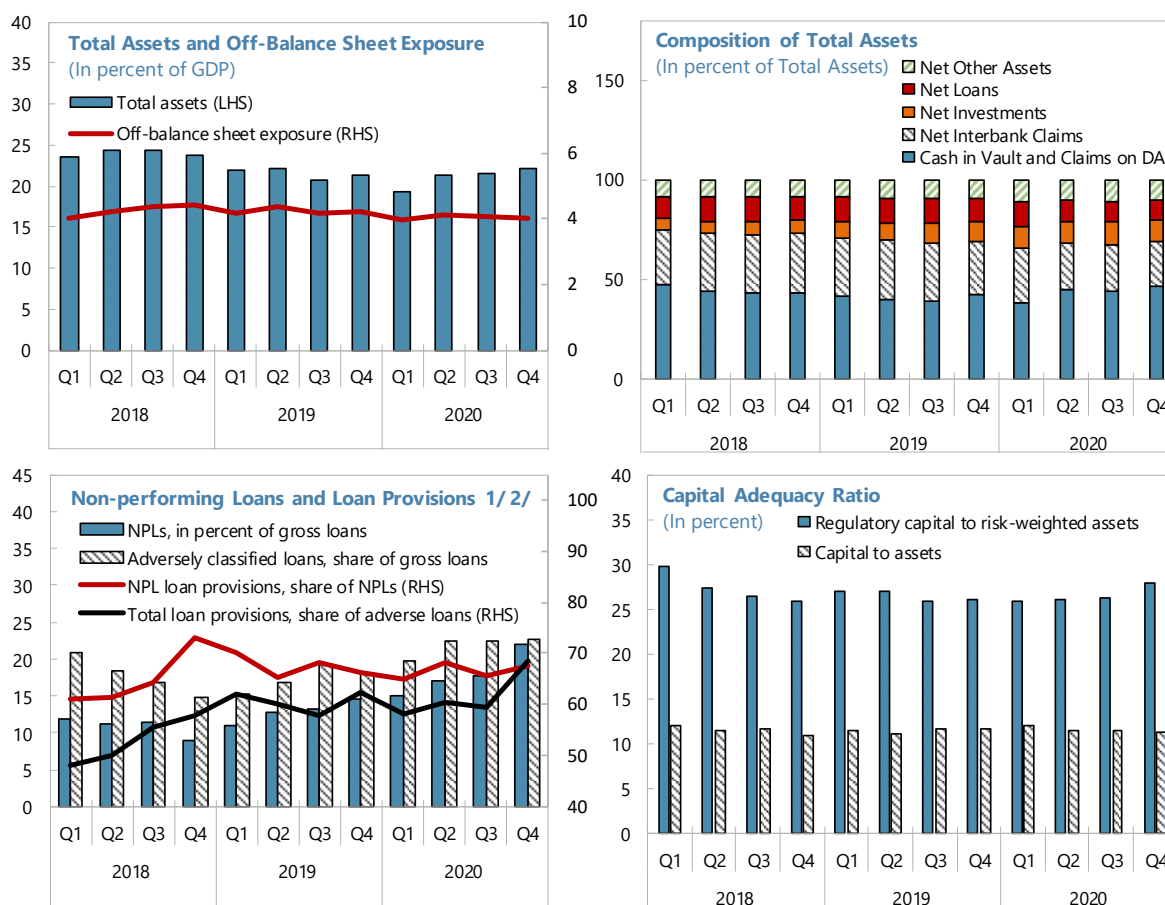 Total Assets and Off-Balance Sheet Exposure
(In percent of GDP)
Total assets (LHS)
Off-balance sheet exposure (RHS)
40
35
30
25
20
15
10
5
0
10
8
6
4
2
0
Q1 Q2 Q3 Q4 Q1 Q2 Q3 Q4 Q1 Q2 Q3 Q4
2018 2019 2020
Composition of Total Assets
(In percent of Total Assets)
Net Other Assets
Net Loans
Net Investments
Net Interbank Claims
Cash in Vault and Claims on DA
150
100
50
0
Q1 Q2 Q3 Q4 Q1 Q2 Q3 Q4 Q1 Q2 Q3 Q4
2018 2019 2020
Non-performing Loans and Loan Provisions 1/ 2/
NPLs, in percent of gross loans
Adversely classified loans, share of gross loans
NPL loan provisions, share of NPLs (RHS)
Total loan provisions, share of adverse loans (RHS)
45
40
35
30
25
20
15
10
5
0
100
90
80
70
60
50
40
Q1 Q2 Q3 Q4 Q1 Q2 Q3 Q4 Q1 Q2 Q3 Q4
2018 2019 2020
Capital Adequacy Ratio
(In percent)
Regulatory capital to risk-weighted assets
Capital to assets
40
35
30
25
20
15
10
5
0
Q1 Q2 Q3 Q4 Q1 Q2 Q3 Q4 Q1 Q2 Q3 Q4
2018 2019 2020